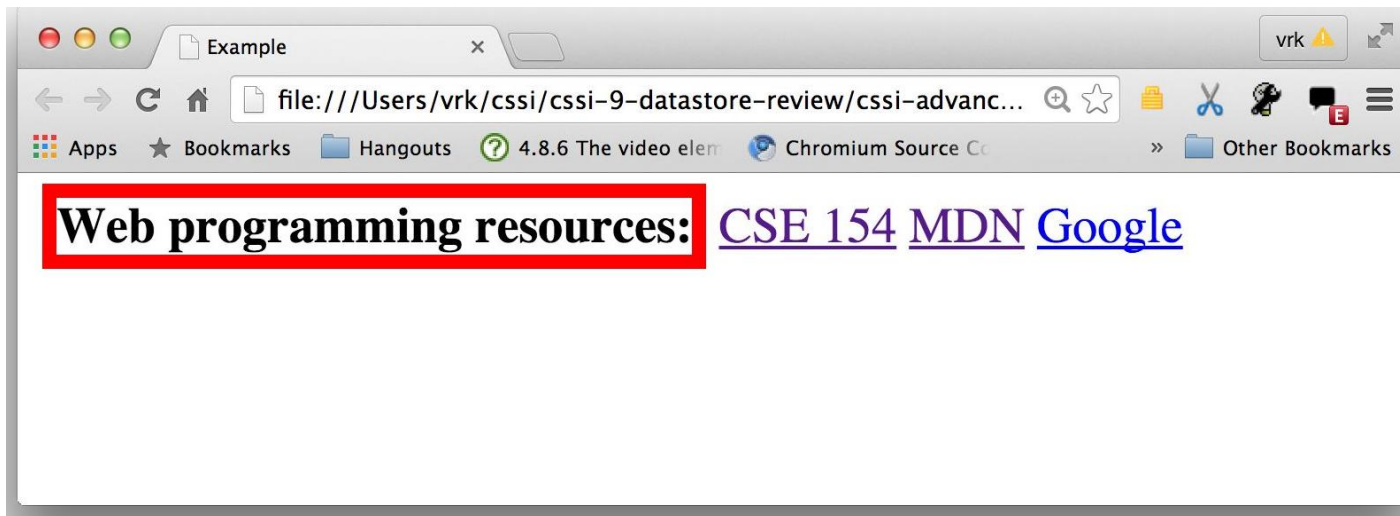 Example
vrk
file:///Users/vrk/cssi/cssi-9-datastore-review/cssi-advanc...
Apps Bookmarks Hangouts 4.8.6 The video elem Chromium Source Co » Other Bookmarks
E
Web programming resources: CSE 154 MDN Google